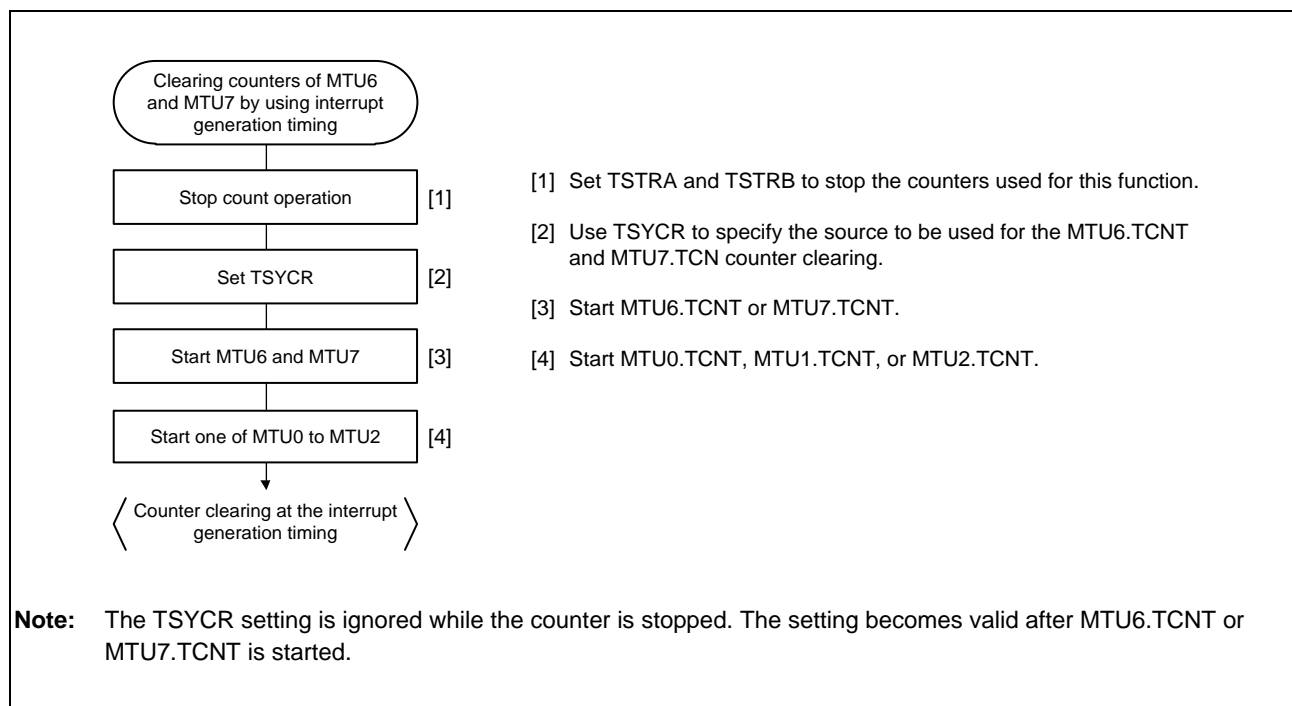 Clearing counters of MTU6
and MTU7 by using interrupt
generation timing
Stop count operation
[1]
Set TSYCR
[2]
Start MTU6 and MTU7
[3]
Start one of MTU0 to MTU2
[4]
Counter clearing at the interrupt
generation timing
[1] Set TSTRA and TSTRB to stop the counters used for this function.
[2] Use TSYCR to specify the source to be used for the MTU6.TCNT
and MTU7.TCN counter clearing.
[3] Start MTU6.TCNT or MTU7.TCNT.
[4] Start MTU0.TCNT, MTU1.TCNT, or MTU2.TCNT.
Note: The TSYCR setting is ignored while the counter is stopped. The setting becomes valid after MTU6.TCNT or
MTU7.TCNT is started.